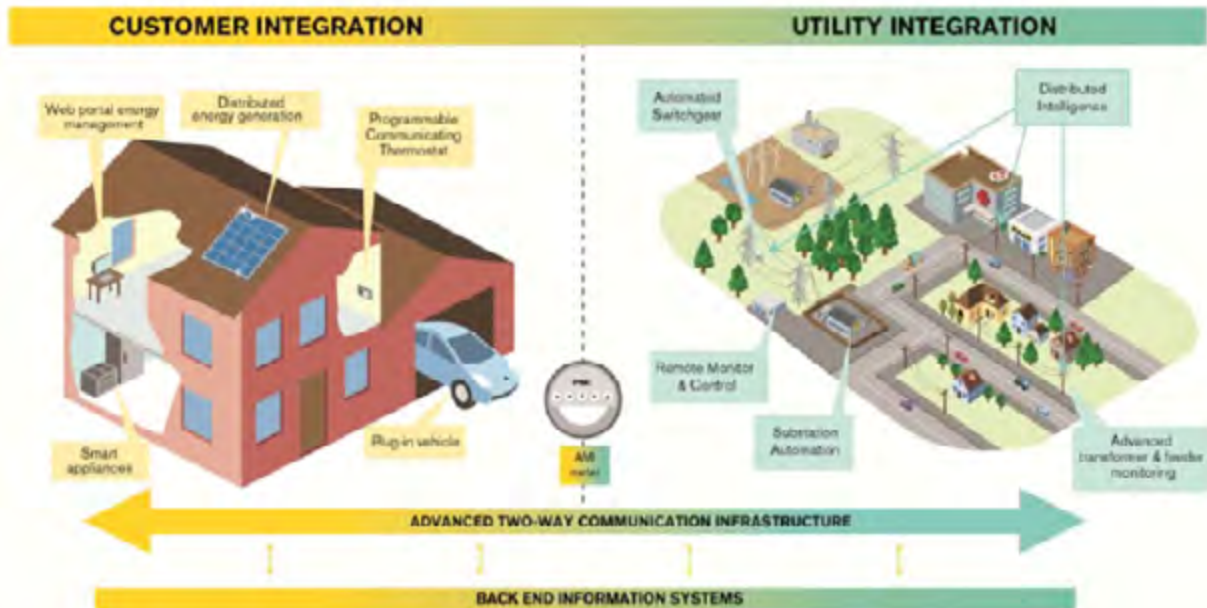 CUSTOMER INTEGRATION
UTILITY INTEGRATION
Web portal energy
management
Distributed
energy generation
Programmable
Communicating
Thermostat
Smart
appliances
Plug-in vehicle
AMI
meter
Automated
Switchgear
Distributed
Intelligence
Remote Monitor
& Control
Substation
Automation
Advanced
transformer & feeder
monitoring
ADVANCED TWO-WAY COMMUNICATION INFRASTRUCTURE
BACK END INFORMATION SYSTEMS